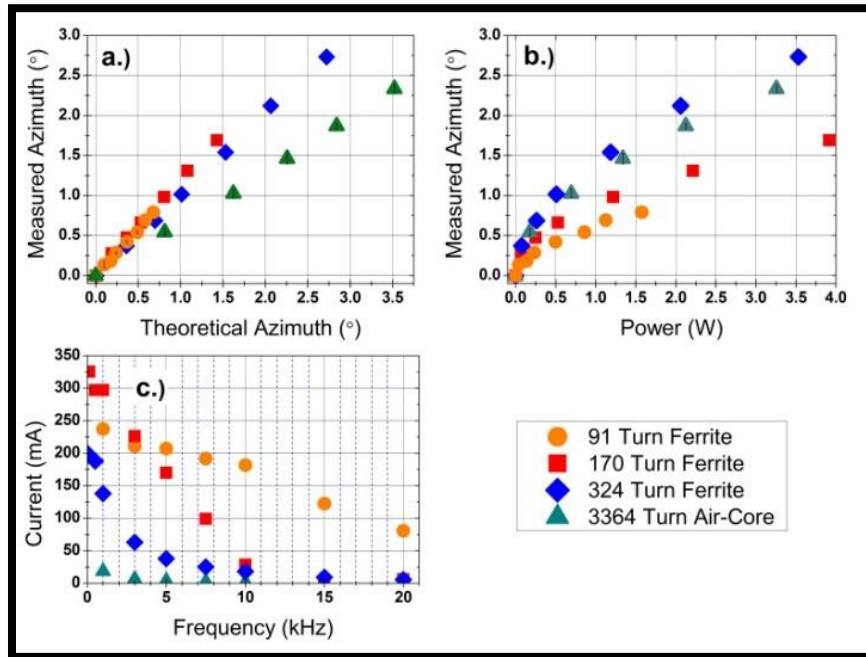 a.)
3.0
2.5
2.0
1.5
1.0
0.5
0.0
Measured Azimuth (°)
0.0 0.5 1.0 1.5 2.0 2.5 3.0 3.5
Theoretical Azimuth (°)
b.)
3.0
2.5
2.0
1.5
1.0
0.5
0.0
Measured Azimuth (°)
0.0 0.5 1.0 1.5 2.0 2.5 3.0 3.5 4.0
Power (W)
c.)
350
300
250
200
150
100
50
0
Current (mA)
0 5 10 15 20
Frequency (kHz)
91 Turn Ferrite
170 Turn Ferrite
324 Turn Ferrite
3364 Turn Air-Core